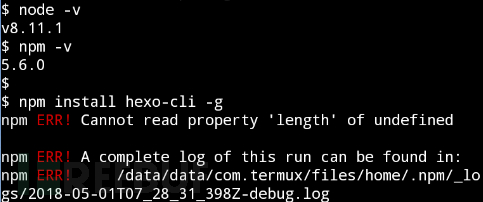 $ node -v
v8.11.1
$ npm -v
5.6.0
$
$ npm install hexo-cli -g
npm ERR! Cannot read property 'length' of undefined
npm ERR! A complete log of this run can be found in:
npm ERR!     /data/data/com.termux/files/home/.npm/_lo
gs/2018-05-01T07_28_31_398Z-debug.log